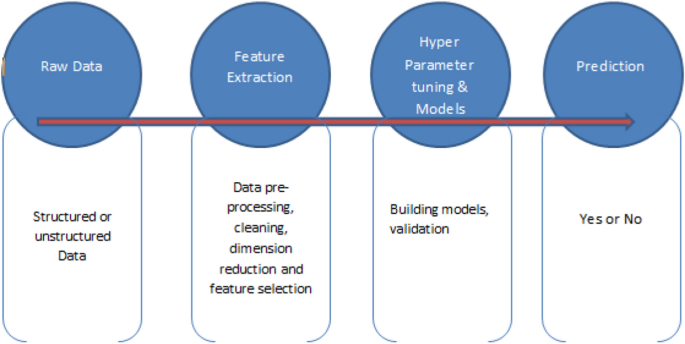 Raw Data
Feature
Extraction
Hyper
Parameter
tuning &
Models
Prediction
Structured or
unstructured
Data
Data pre-
processing,
cleaning,
dimension
reduction and
feature selection
Building models,
validation
Yes or No